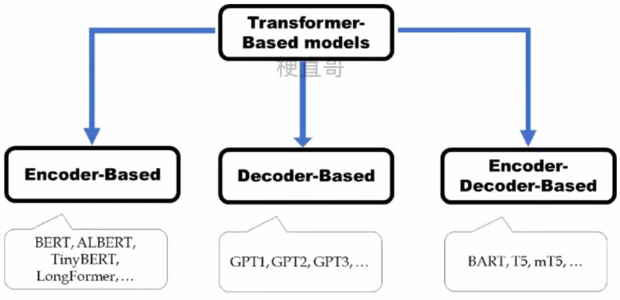 Transformer-
Based models
梗直哥
Encoder-Based
Decoder-Based
Encoder-
Decoder-Based
BERT, ALBERT,
TinyBERT,
LongFormer, …
GPT1, GPT2, GPT3, …
BART, T5, mT5, …